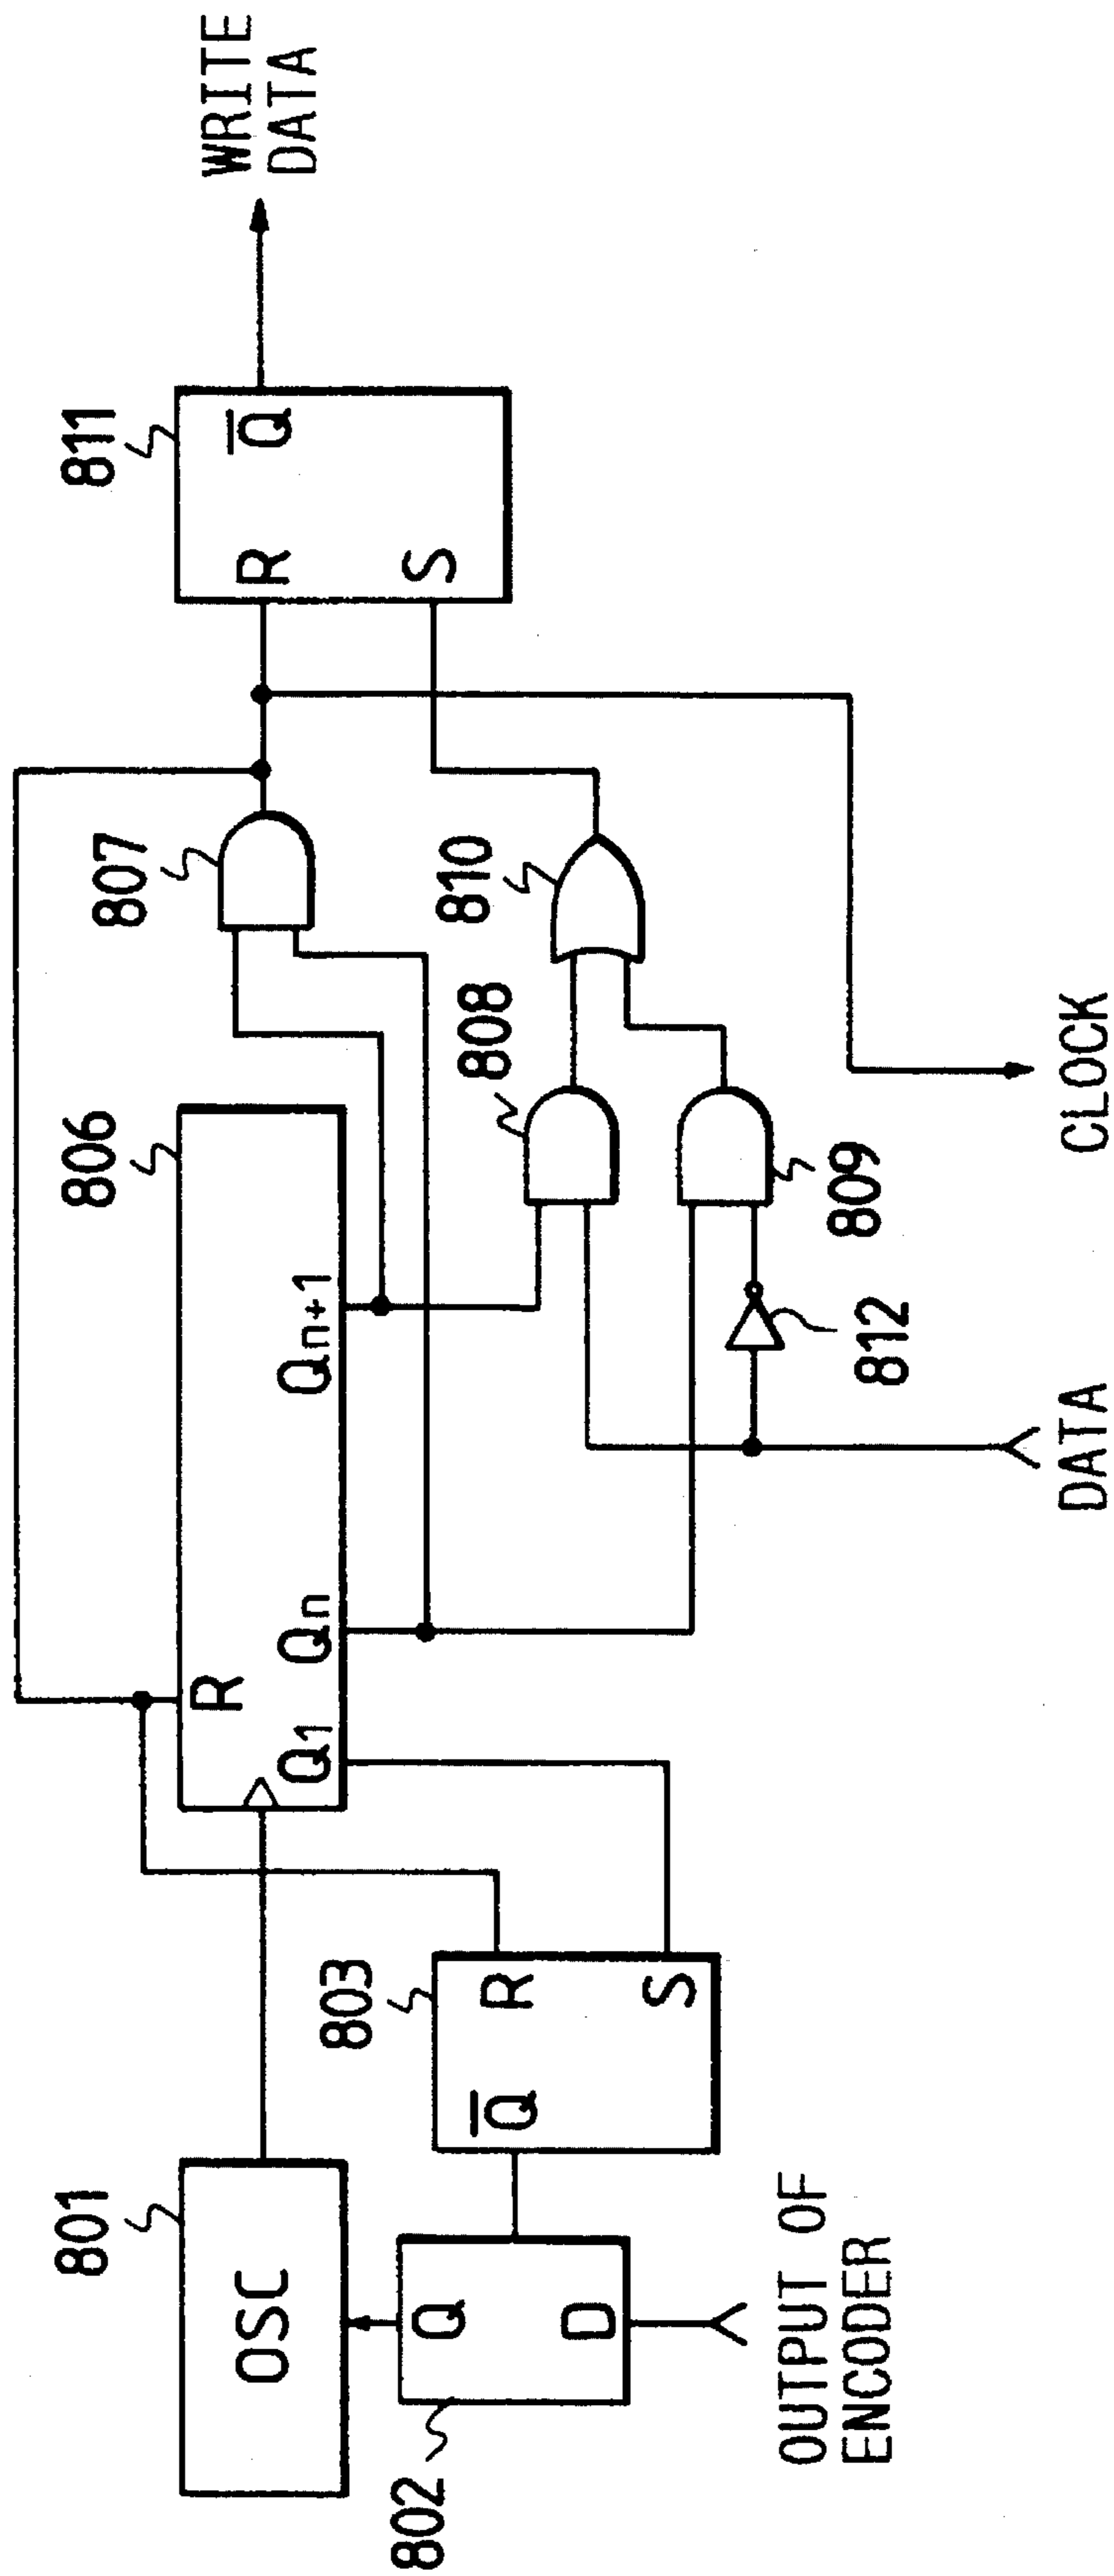 801
OSC
802
Q
D
OUTPUT OF
ENCODER
803
Q̅
R
S
806
R
Q1
Qn
Qn+1
807
808
809
810
812
DATA
CLOCK
811
R
S
Q̅
WRITE
DATA